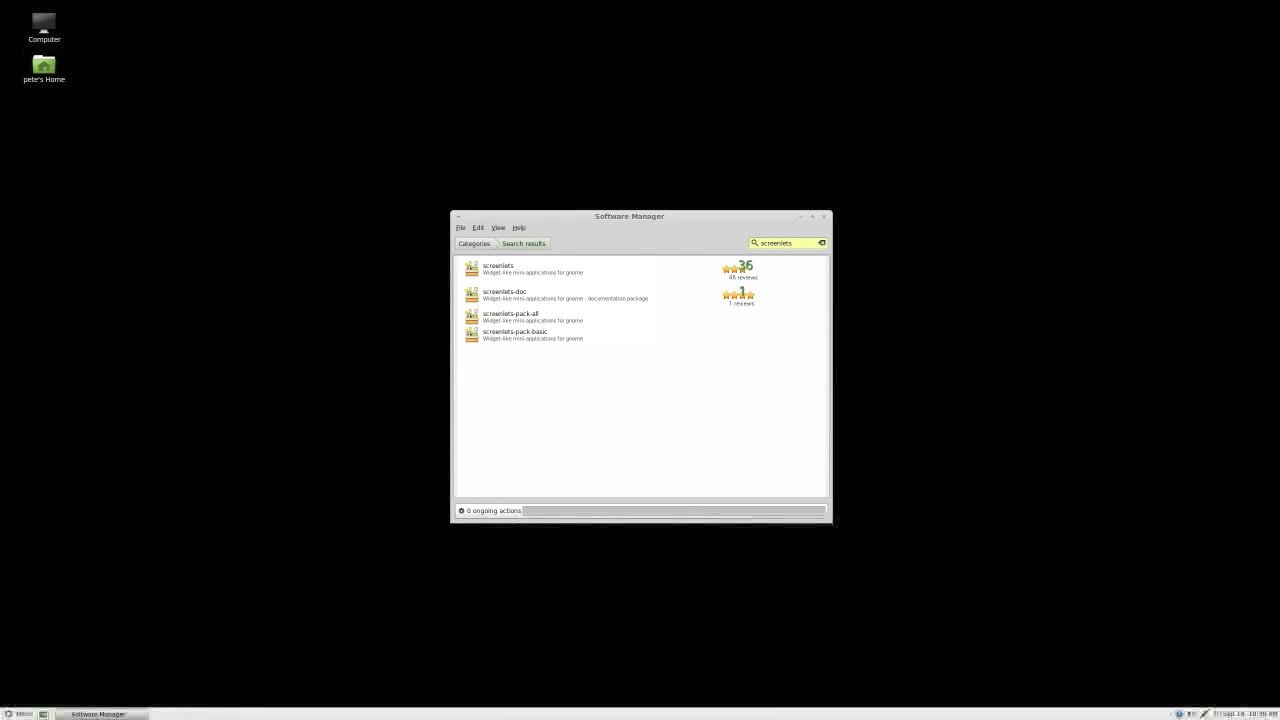 Computer
pete's Home
Software Manager
File Edit View Help
Categories Search results screenlets
screenlets
Widget-like mini-applications for gnome
36
46 reviews
screenlets-doc
Widget-like mini-applications for gnome - documentation package
1
1 reviews
screenlets-pack-all
Widget-like mini-applications for gnome
screenlets-pack-basic
Widget-like mini-applications for gnome
0 ongoing actions
Menu Software Manager